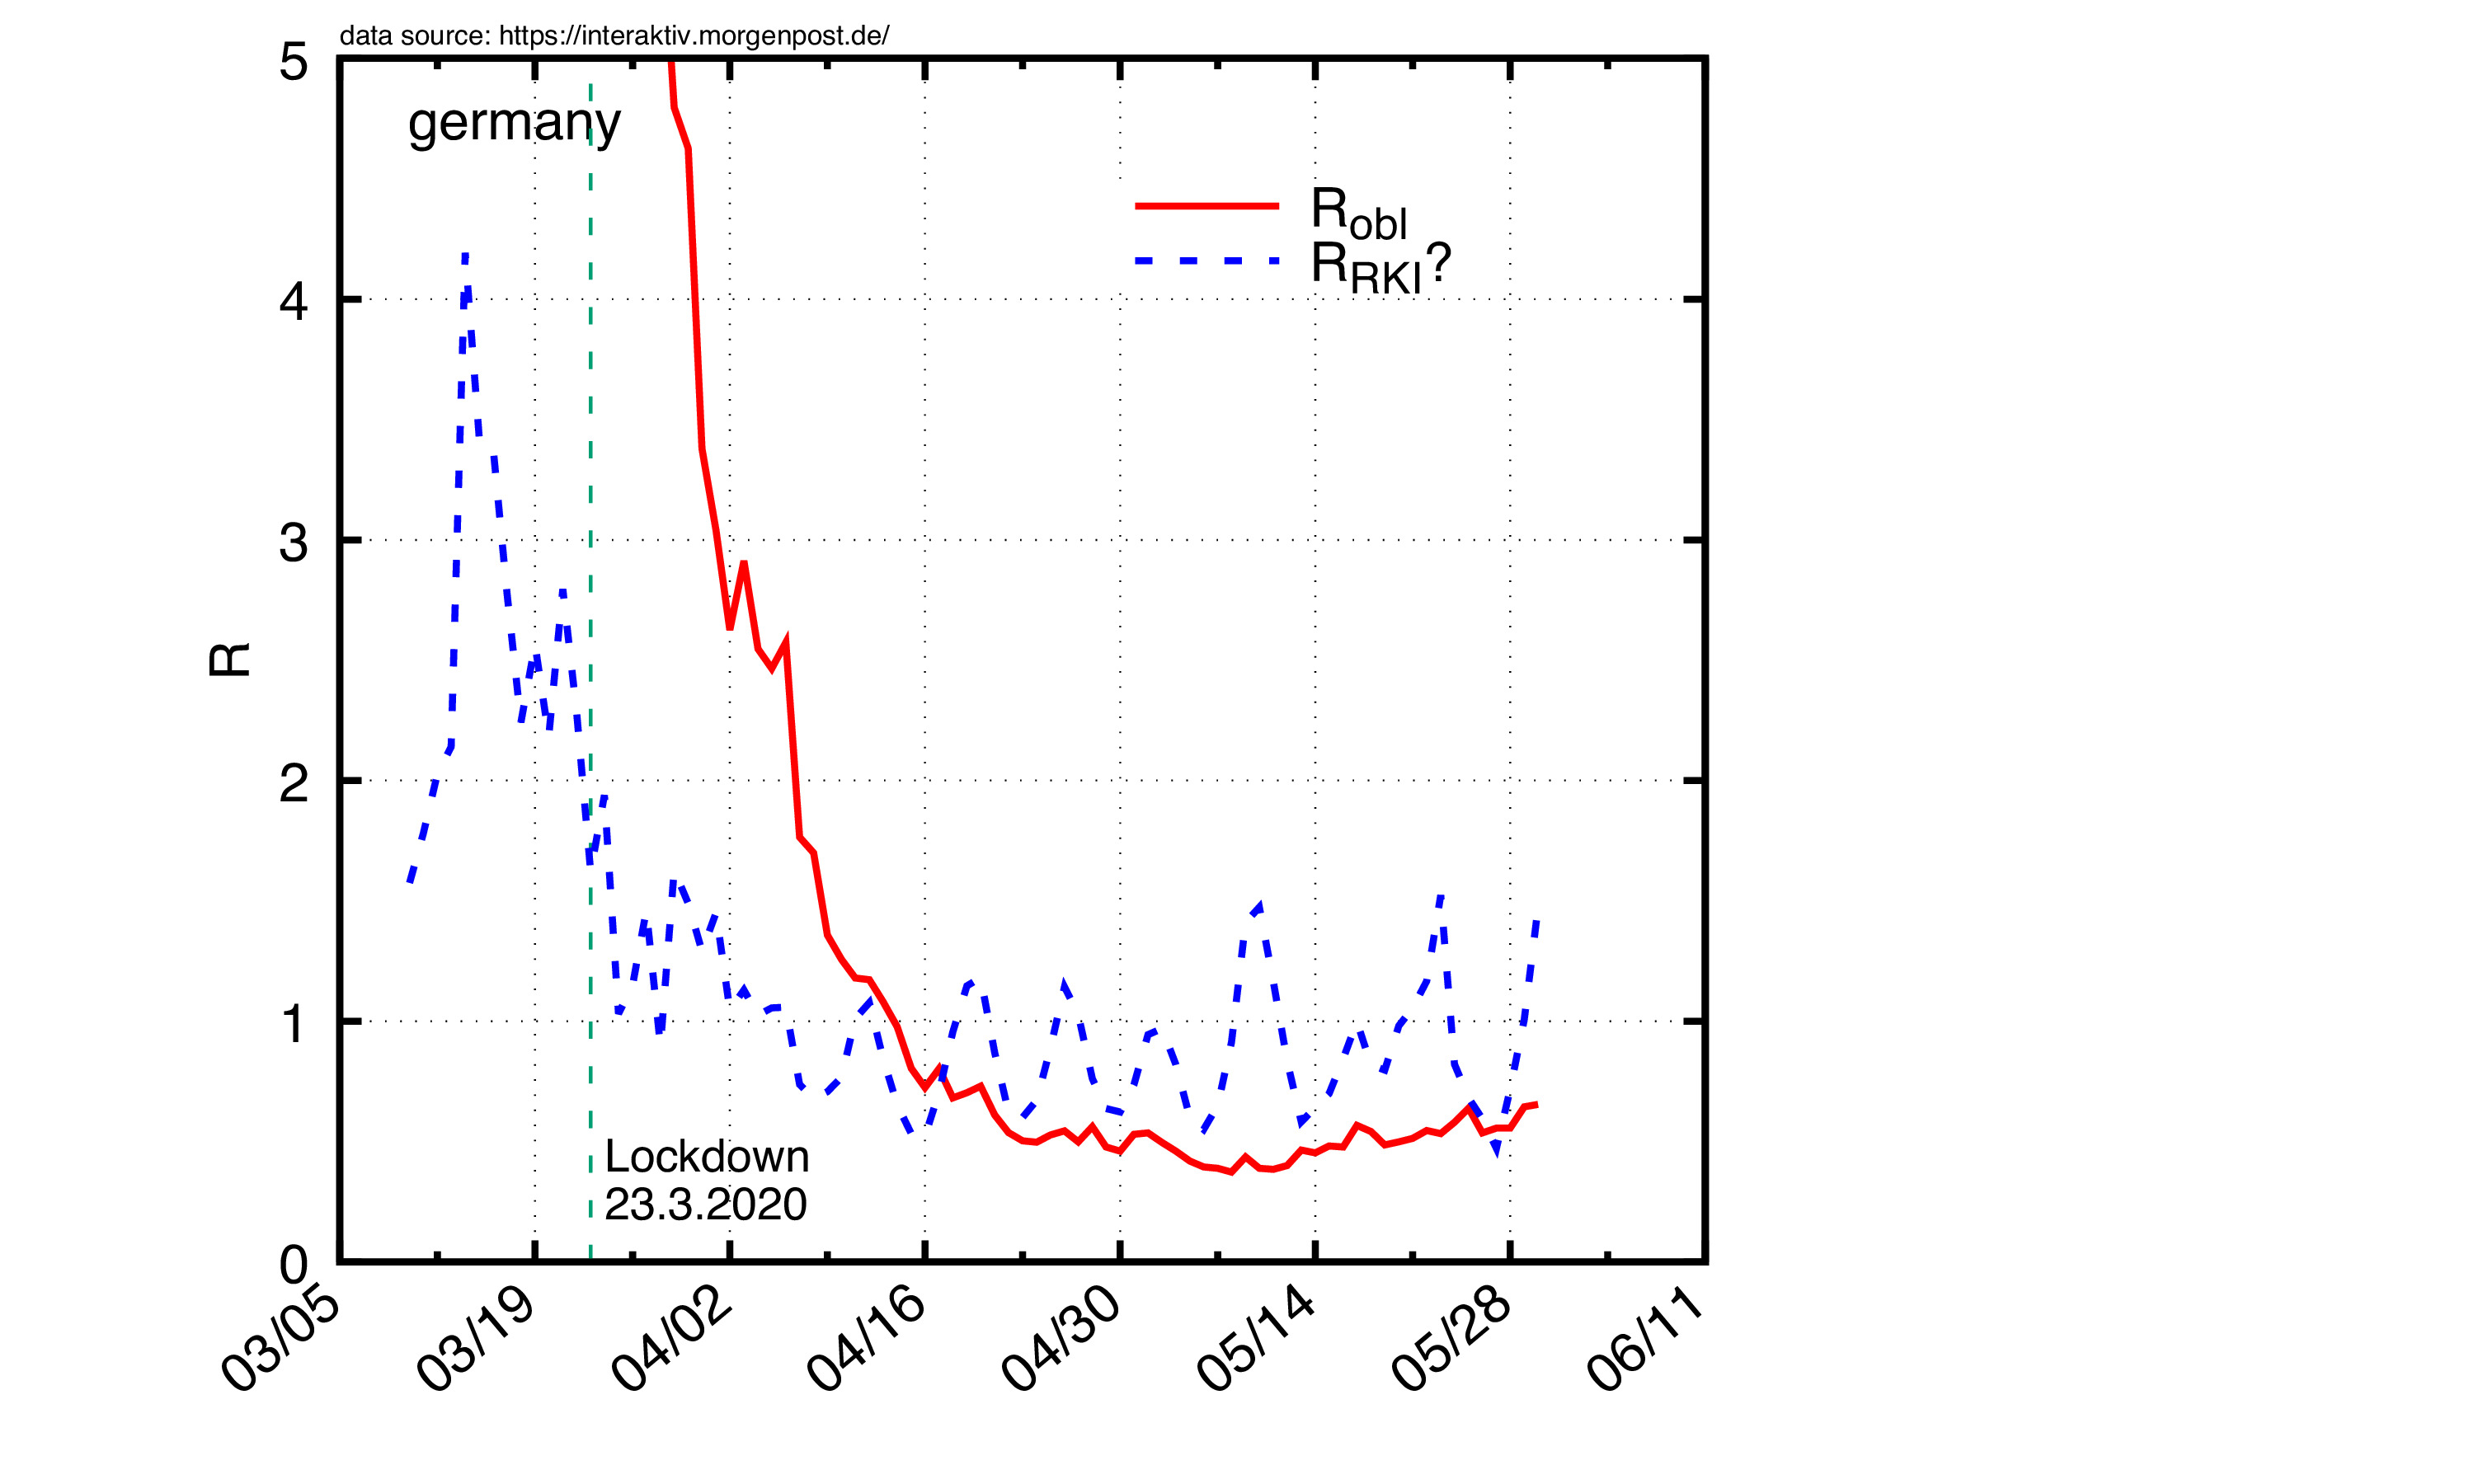 data source: https://interaktiv.morgenpost.de/
germany
R
5
4
3
2
1
0
Robl
RRKI?
Lockdown
23.3.2020
03/05
03/19
04/02
04/16
04/30
05/14
05/28
06/11